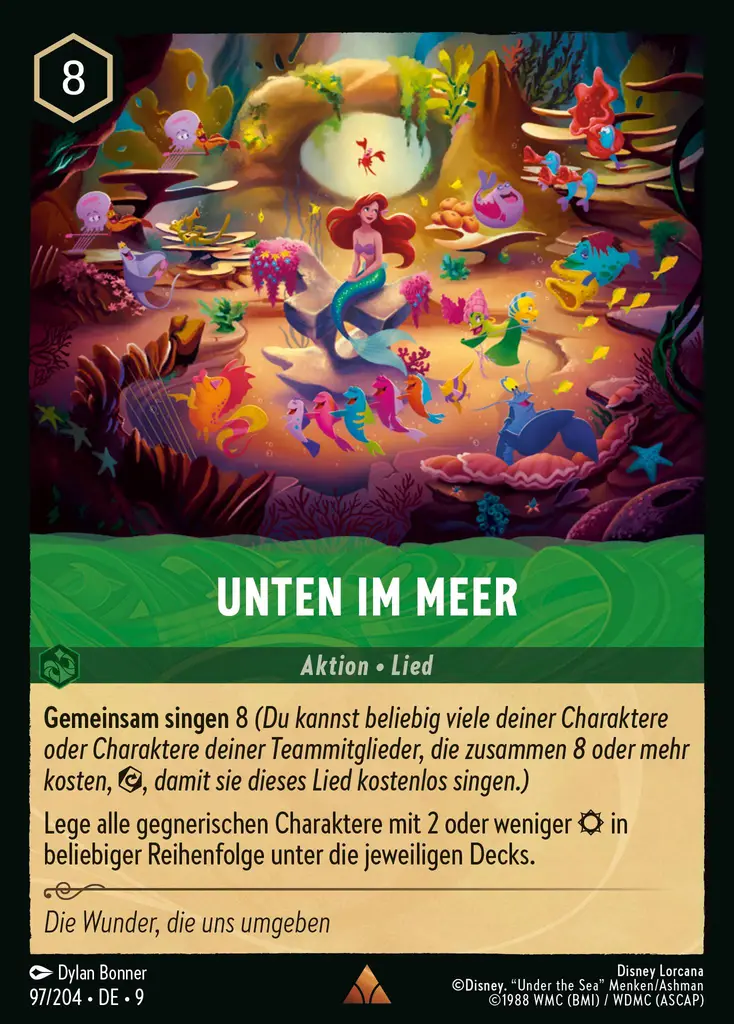 8
UNTEN IM MEER
Aktion • Lied
Gemeinsam singen 8 (Du kannst beliebig viele deiner Charaktere
oder Charaktere deiner Teammitglieder, die zusammen 8 oder mehr
kosten, , damit sie dieses Lied kostenlos singen.)
Lege alle gegnerischen Charaktere mit 2 oder weniger in
beliebiger Reihenfolge unter die jeweiligen Decks.
Die Wunder, die uns umgeben
Dylan Bonner
97/204 • DE • 9
Disney Lorcana
©Disney. “Under the Sea” Menken/Ashman
©1988 WMC (BMI) / WDMC (ASCAP)